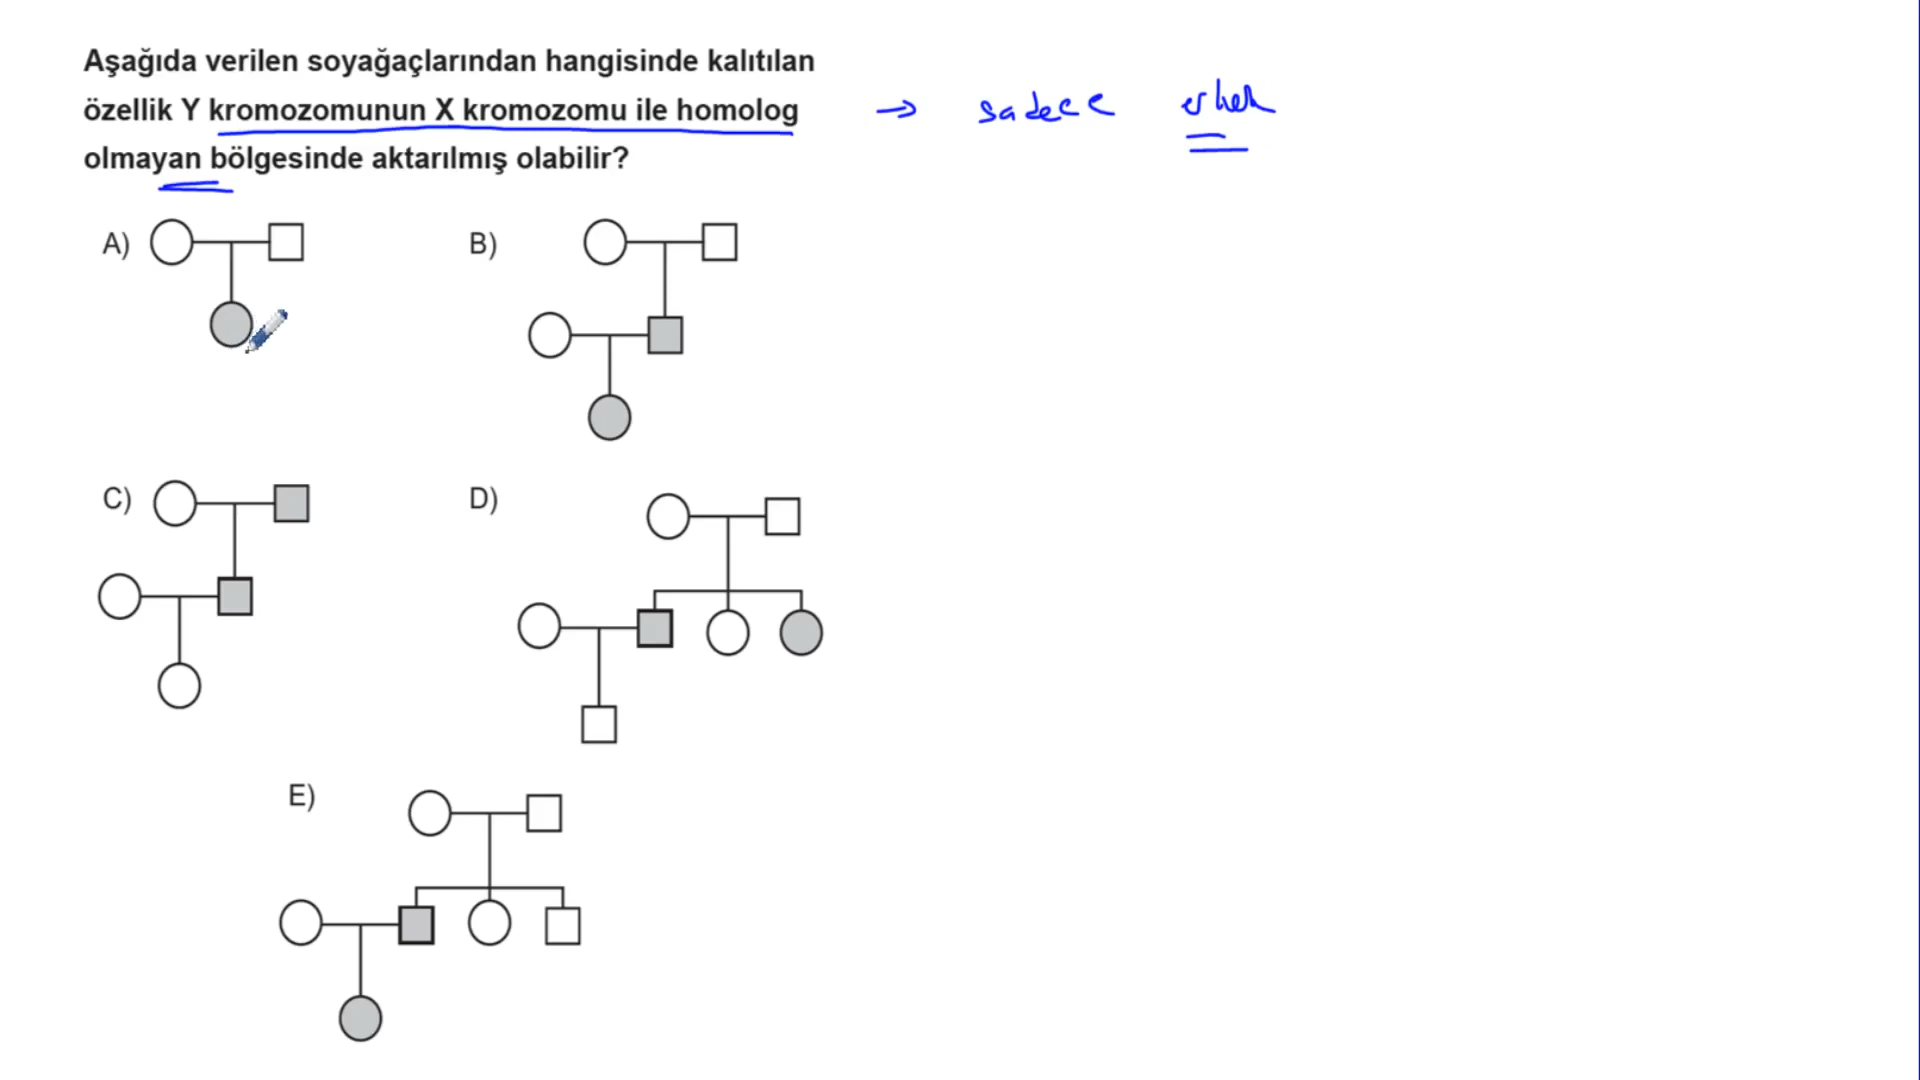 Aşağıda verilen soyağaçlarından hangisinde kalıtılan
özellik Y kromozomunun X kromozomu ile homolog → sadece erkek
olmayan bölgesinde aktarılmış olabilir?
A)
B)
C)
D)
E)